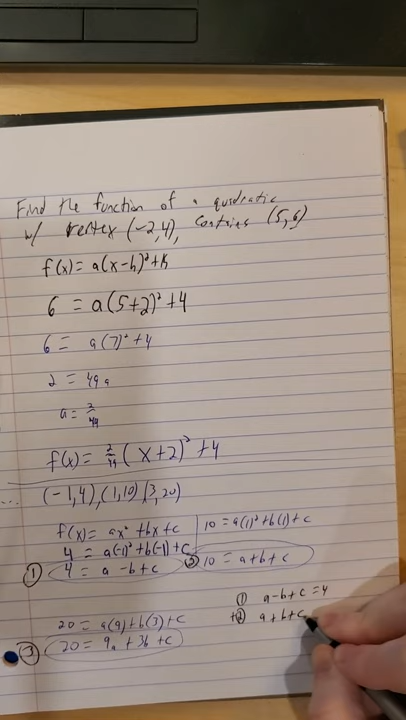 Find the function of a quadratic
w/ vertex (-2,4), contains (5,6)
f(x) = a(x-h)²+k
6 = a(5+2)²+4
6 = a(7)²+4
2 = 49a
a = 2/49
f(x) = 2/49 (x+2)² +4
(-1,4), (1,10) (3,20)
f(x) = ax² + bx + c
4 = a(-1)² + b(-1) + c
① 4 = a - b + c
10 = a(1)² + b(1) + c
② 10 = a + b + c
20 = a(9) + b(3) + c
③ 20 = 9a + 3b + c
① a - b + c = 4
+② a + b + c